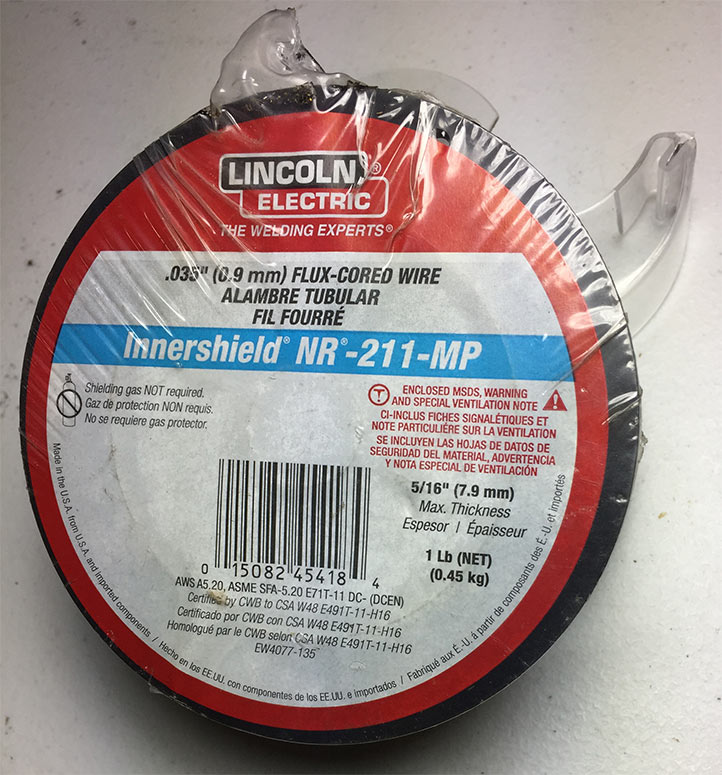 LINCOLN®
ELECTRIC
THE WELDING EXPERTS®
.035" (0.9 mm) FLUX-CORED WIRE
ALAMBRE TUBULAR
FIL FOURRÉ
Innershield® NR®-211-MP
Shielding gas NOT required.
Gaz de protection NON requis.
No se requiere gas protector.
ENCLOSED MSDS, WARNING
AND SPECIAL VENTILATION NOTE
CI-INCLUS FICHES SIGNALÉTIQUES ET
NOTE PARTICULIÈRE SUR LA VENTILATION
SE INCLUYEN LAS HOJAS DE DATOS DE
SEGURIDAD DEL MATERIAL, ADVERTENCIA
Y NOTA ESPECIAL DE VENTILACIÓN
5/16" (7.9 mm)
Max. Thickness
Espesor / Épaisseur
1 Lb (NET)
(0.45 kg)
0 15082 45418 4
AWS A5.20, ASME SFA-5.20 E71T-11 DC- (DCEN)
Certified by CWB to CSA W48 E491T-11-H16
Certificado por CWB con CSA W48 E491T-11-H16
Homologué par le CWB selon CSA W48 E491T-11-H16
EW4077-135
Made in the U.S.A. from U.S.A. and imported components / Hecho en los EE.UU. con componentes de los EE.UU. e importados / Fabriqué aux É.-U. à partir de composants des É.-U. et importés